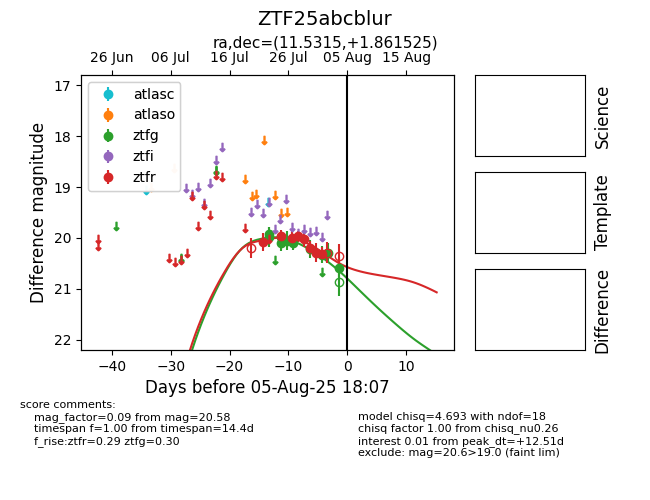 ZTF25abcblur
ra,dec=(11.5315,+1.861525)
26 Jun 06 Jul 16 Jul 26 Jul 05 Aug 15 Aug
17
18
19
20
21
22
Difference magnitude
atlasc
atlaso
ztfg
ztfi
ztfr
−40 −30 −20 −10 0 10
Days before 05-Aug-25 18:07
Science
Template
Difference
score comments:
mag_factor=0.09 from mag=20.58
timespan f=1.00 from timespan=14.4d
f_rise:ztfr=0.29 ztfg=0.30
model chisq=4.693 with ndof=18
chisq factor 1.00 from chisq_nu0.26
interest 0.01 from peak_dt=+12.51d
exclude: mag=20.6>19.0 (faint lim)